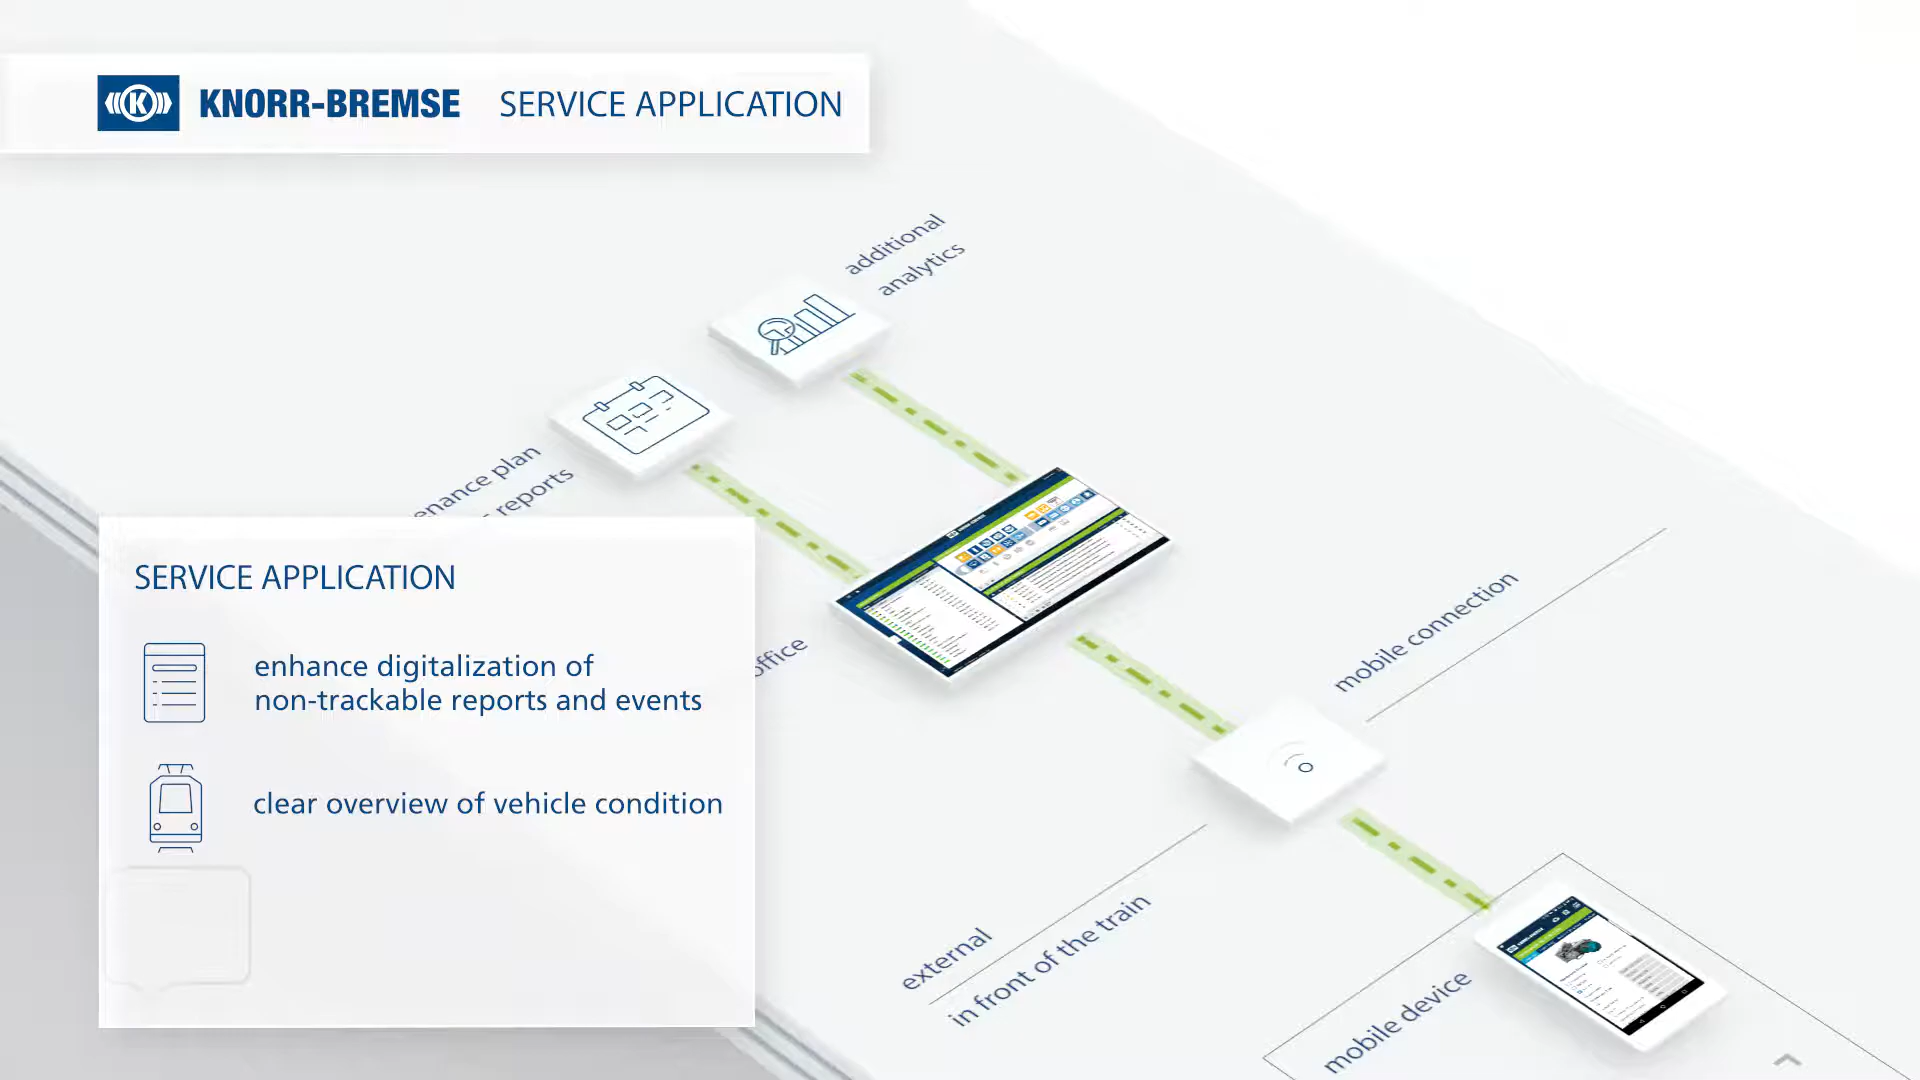 KNORR-BREMSE SERVICE APPLICATION
additional
analytics
plan
reports
SERVICE APPLICATION
enhance digitalization of
non-trackable reports and events
clear overview of vehicle condition
mobile connection
external
in front of the train
mobile device